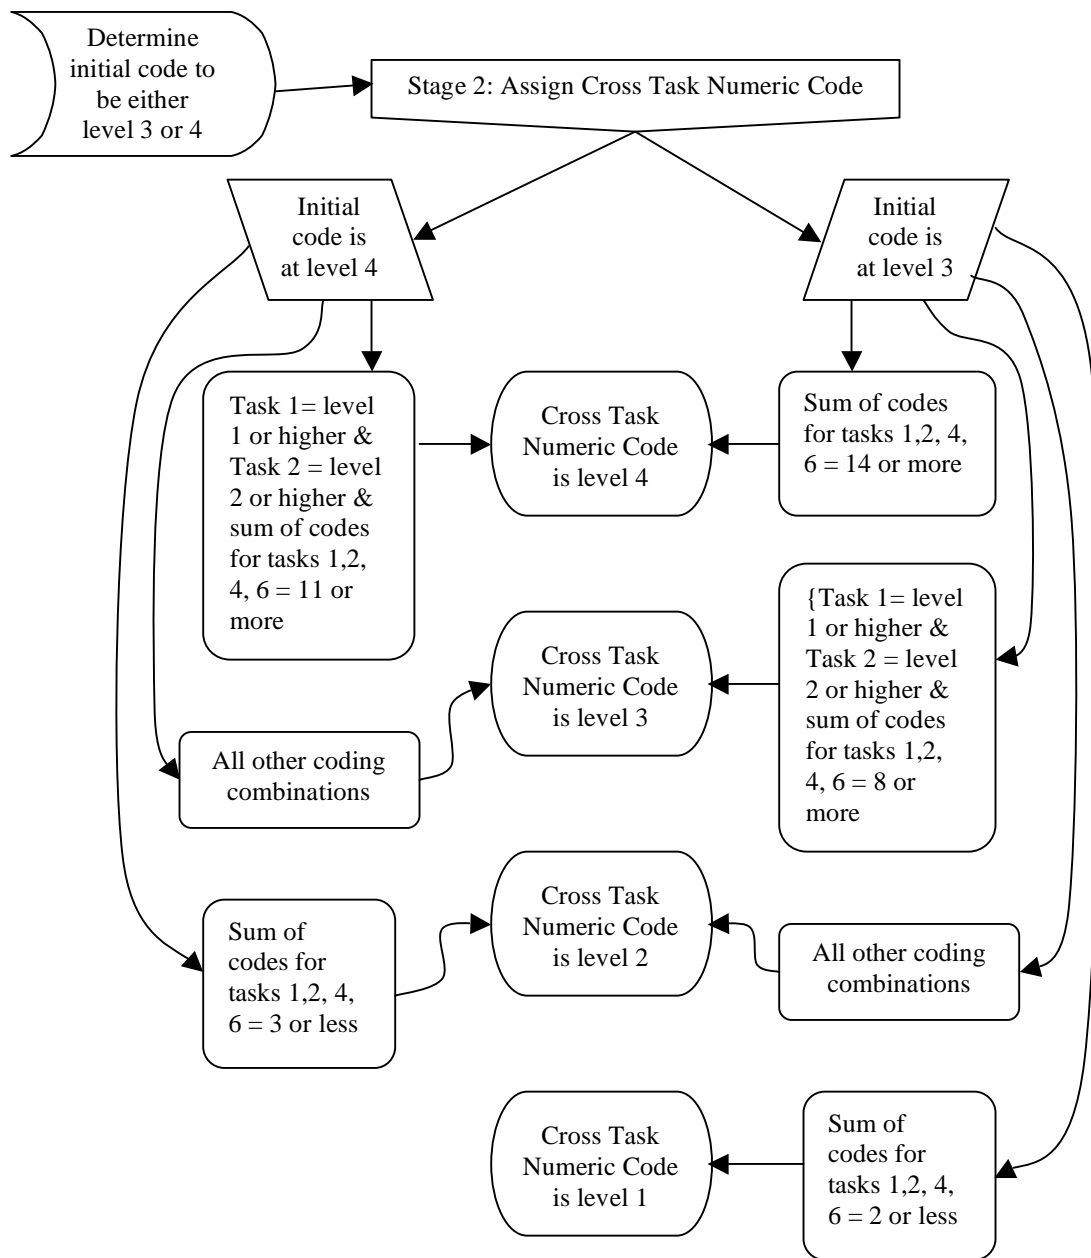 Determine
initial code to
be either
level 3 or 4
Stage 2: Assign Cross Task Numeric Code
Initial
code is
at level 4
Initial
code is
at level 3
Task 1= level
1 or higher &
Task 2 = level
2 or higher &
sum of codes
for tasks 1,2,
4, 6 = 11 or
more
Cross Task
Numeric Code
is level 4
Sum of codes
for tasks 1,2, 4,
6 = 14 or more
{Task 1= level
1 or higher &
Task 2 = level
2 or higher &
sum of codes
for tasks 1,2,
4, 6 = 8 or
more
Cross Task
Numeric Code
is level 3
All other coding
combinations
Cross Task
Numeric Code
is level 2
Sum of
codes for
tasks 1,2, 4,
6 = 3 or less
All other coding
combinations
Cross Task
Numeric Code
is level 1
Sum of
codes for
tasks 1,2, 4,
6 = 2 or less